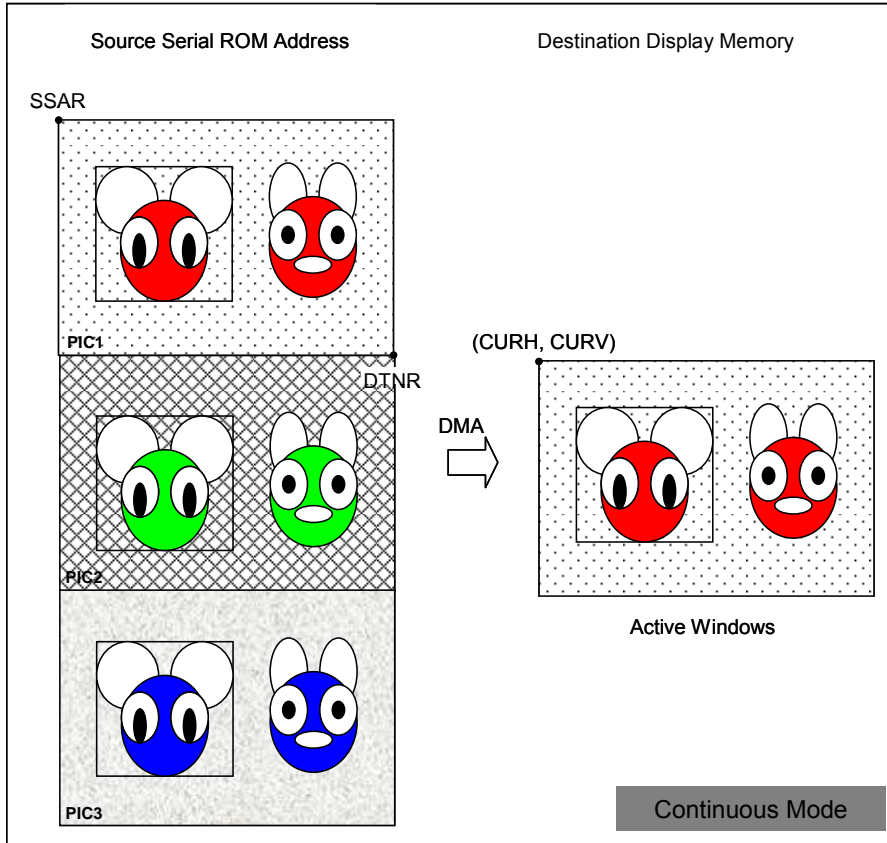 Source Serial ROM Address
Destination Display Memory
SSAR
PIC1
DTNR
(CURH, CURV)
DMA
PIC2
Active Windows
PIC3
Continuous Mode